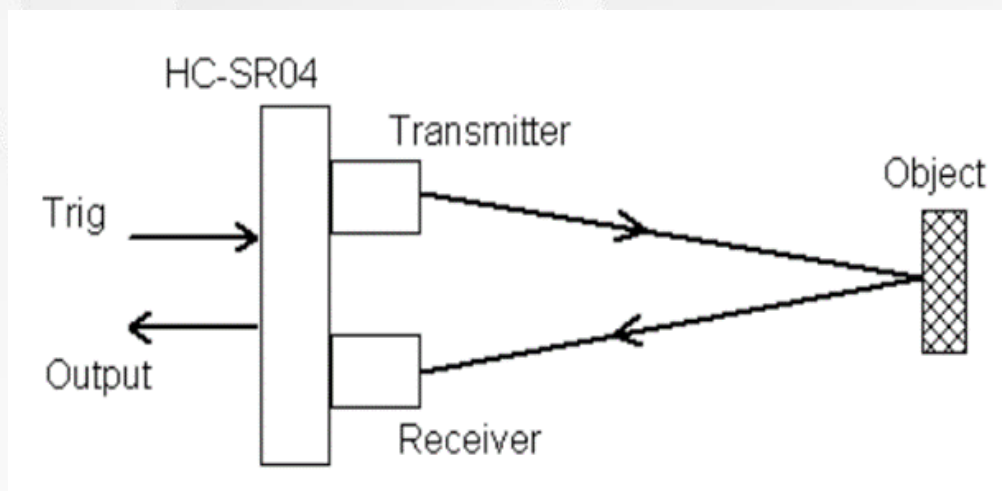 HC-SR04
Transmitter
Object
Trig
Output
Receiver